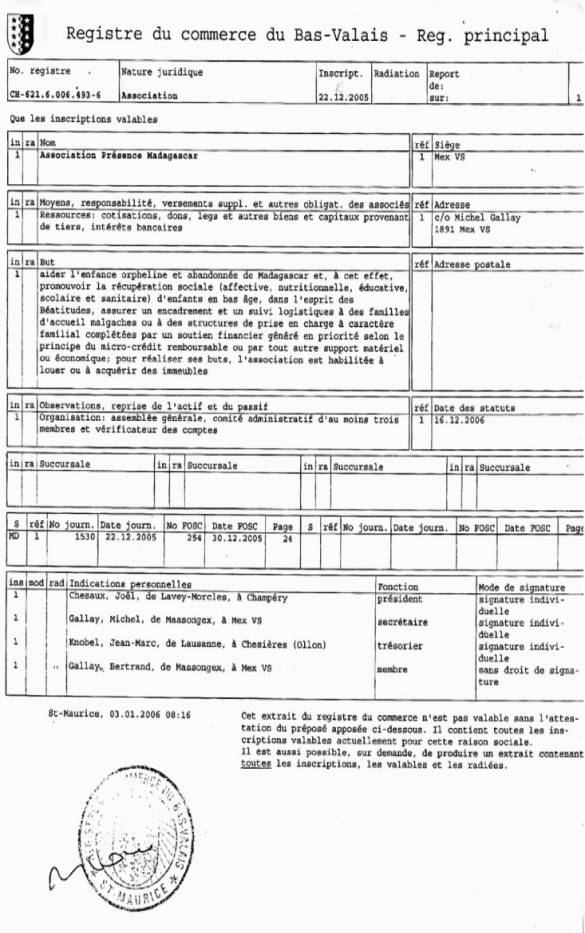 Registre du commerce du Bas-Valais - Reg. principal
No. registre Nature juridique Inscript. Radiation Report
de:
sur:
CH-621.6.006.493-6 Association 22.12.2005 1
Que les inscriptions valables
in ra Nom réf Siège
1 Association Présence Madagascar 1 Mex VS
in ra Moyens, responsabilité, versements suppl. et autres obligat. des associés réf Adresse
1 Ressources: cotisations, dons, legs et autres biens et capitaux provenant 1 c/o Michel Gallay
de tiers, intérêts bancaires 1891 Mex VS
in ra But réf Adresse postale
1 aider l'enfance orpheline et abandonnée de Madagascar et, à cet effet,
promouvoir la récupération sociale (affective, nutritionnelle, éducative,
scolaire et sanitaire) d'enfants en bas âge, dans l'esprit des
Béatitudes, assurer un encadrement et un suivi logistiques à des familles
d'accueil malgaches ou à des structures de prise en charge à caractère
familial complétées par un soutien financier généré en priorité selon le
principe du micro-crédit remboursable ou par tout autre support matériel
ou économique; pour réaliser ses buts, l'association est habilitée à
louer ou à acquérir des immeubles
in ra Observations, reprise de l'actif et du passif réf Date des statuts
1 Organisation: assemblée générale, comité administratif d'au moins trois 1 16.12.2006
membres et vérificateur des comptes
in ra Succursale in ra Succursale in ra Succursale in ra Succursale
S réf No journ. Date journ. No FOSC Date FOSC Page S réf No journ. Date journ. No FOSC Date FOSC Page
MD 1 1530 22.12.2005 254 30.12.2005 24
ins mod rad Indications personnelles Fonction Mode de signature
1 Chesaux, Joël, de Lavey-Morcles, à Champéry président signature indivi-
duelle
1 Gallay, Michel, de Massongex, à Mex VS secrétaire signature indivi-
duelle
1 Knobel, Jean-Marc, de Lausanne, à Chesières (Ollon) trésorier signature indivi-
duelle
1 Gallay, Bertrand, de Massongex, à Mex VS membre sans droit de signa-
ture
St-Maurice, 03.01.2006 08:16
Cet extrait du registre du commerce n'est pas valable sans l'attes-
tation du préposé apposée ci-dessous. Il contient toutes les ins-
criptions valables actuellement pour cette raison sociale.
Il est aussi possible, sur demande, de produire un extrait contenant
toutes les inscriptions, les valables et les radiées.
DU BAS-VALAIS
ST-MAURICE